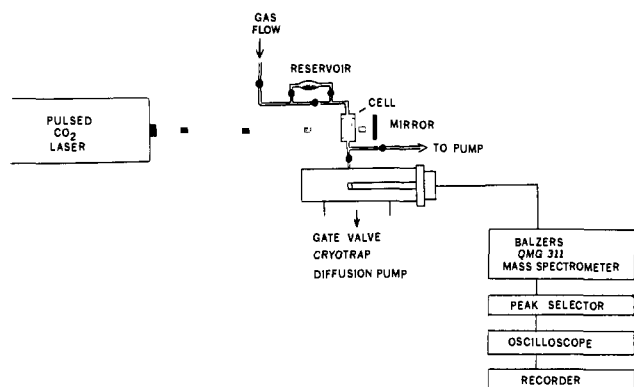 GAS
FLOW
RESERVOIR
CELL
PULSED
CO2
LASER
MIRROR
TO PUMP
GATE VALVE
CRYOTRAP
DIFFUSION PUMP
BALZERS
QMG 311
MASS SPECTROMETER
PEAK SELECTOR
OSCILLOSCOPE
RECORDER